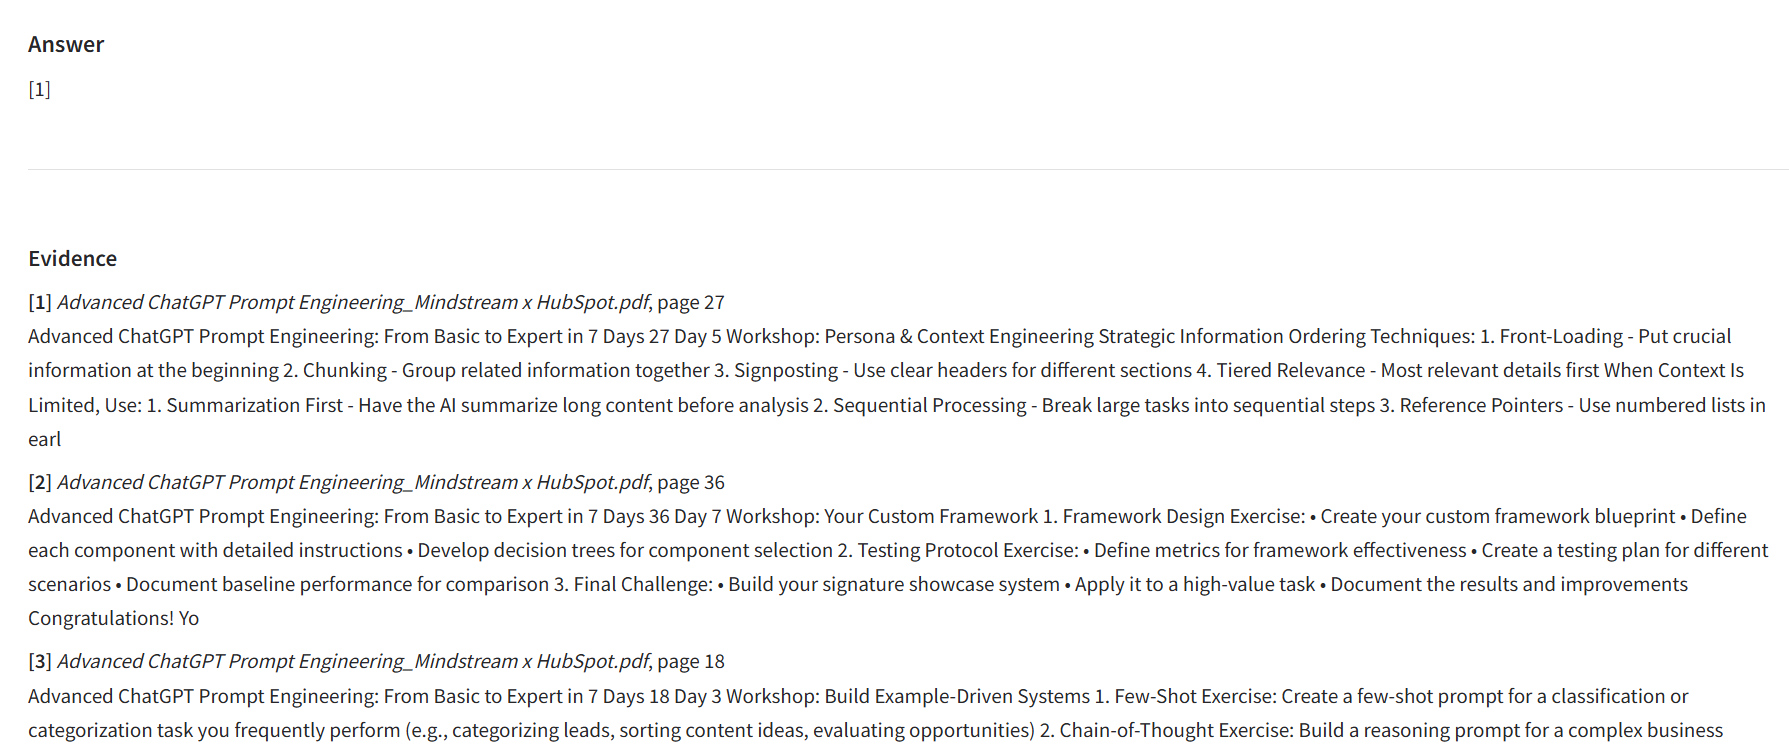 Answer
[1]
Evidence
[1] Advanced ChatGPT Prompt Engineering_Mindstream x HubSpot.pdf, page 27
Advanced ChatGPT Prompt Engineering: From Basic to Expert in 7 Days 27 Day 5 Workshop: Persona & Context Engineering Strategic Information Ordering Techniques: 1. Front-Loading - Put crucial
information at the beginning 2. Chunking - Group related information together 3. Signposting - Use clear headers for different sections 4. Tiered Relevance - Most relevant details first When Context Is
Limited, Use: 1. Summarization First - Have the AI summarize long content before analysis 2. Sequential Processing - Break large tasks into sequential steps 3. Reference Pointers - Use numbered lists in
earl
[2] Advanced ChatGPT Prompt Engineering_Mindstream x HubSpot.pdf, page 36
Advanced ChatGPT Prompt Engineering: From Basic to Expert in 7 Days 36 Day 7 Workshop: Your Custom Framework 1. Framework Design Exercise: • Create your custom framework blueprint • Define
each component with detailed instructions • Develop decision trees for component selection 2. Testing Protocol Exercise: • Define metrics for framework effectiveness • Create a testing plan for different
scenarios • Document baseline performance for comparison 3. Final Challenge: • Build your signature showcase system • Apply it to a high-value task • Document the results and improvements
Congratulations! Yo
[3] Advanced ChatGPT Prompt Engineering_Mindstream x HubSpot.pdf, page 18
Advanced ChatGPT Prompt Engineering: From Basic to Expert in 7 Days 18 Day 3 Workshop: Build Example-Driven Systems 1. Few-Shot Exercise: Create a few-shot prompt for a classification or
categorization task you frequently perform (e.g., categorizing leads, sorting content ideas, evaluating opportunities) 2. Chain-of-Thought Exercise: Build a reasoning prompt for a complex business